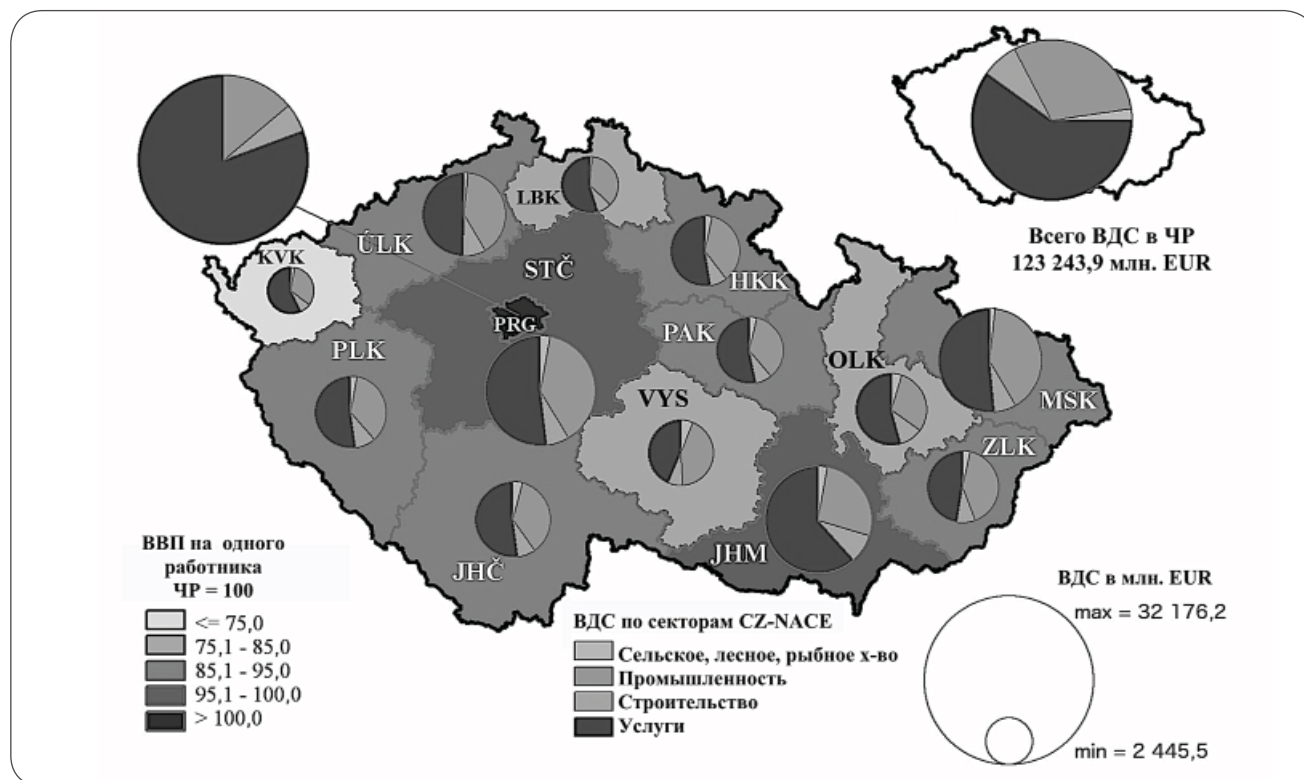 Всего ВДС в ЧР
123 243,9 млн. EUR
LBK
ÚLK
KVK
STČ
HKK
PRG
PAK
PLK
OLK
VYS
MSK
ZLK
JHČ
JHM
ВВП на одного
работника
ЧР = 100
<= 75,0
75,1 - 85,0
85,1 - 95,0
95,1 - 100,0
> 100,0
ВДС по секторам CZ-NACE
Сельское, лесное, рыбное х-во
Промышленность
Строительство
Услуги
ВДС в млн. EUR
max = 32 176,2
min = 2 445,5